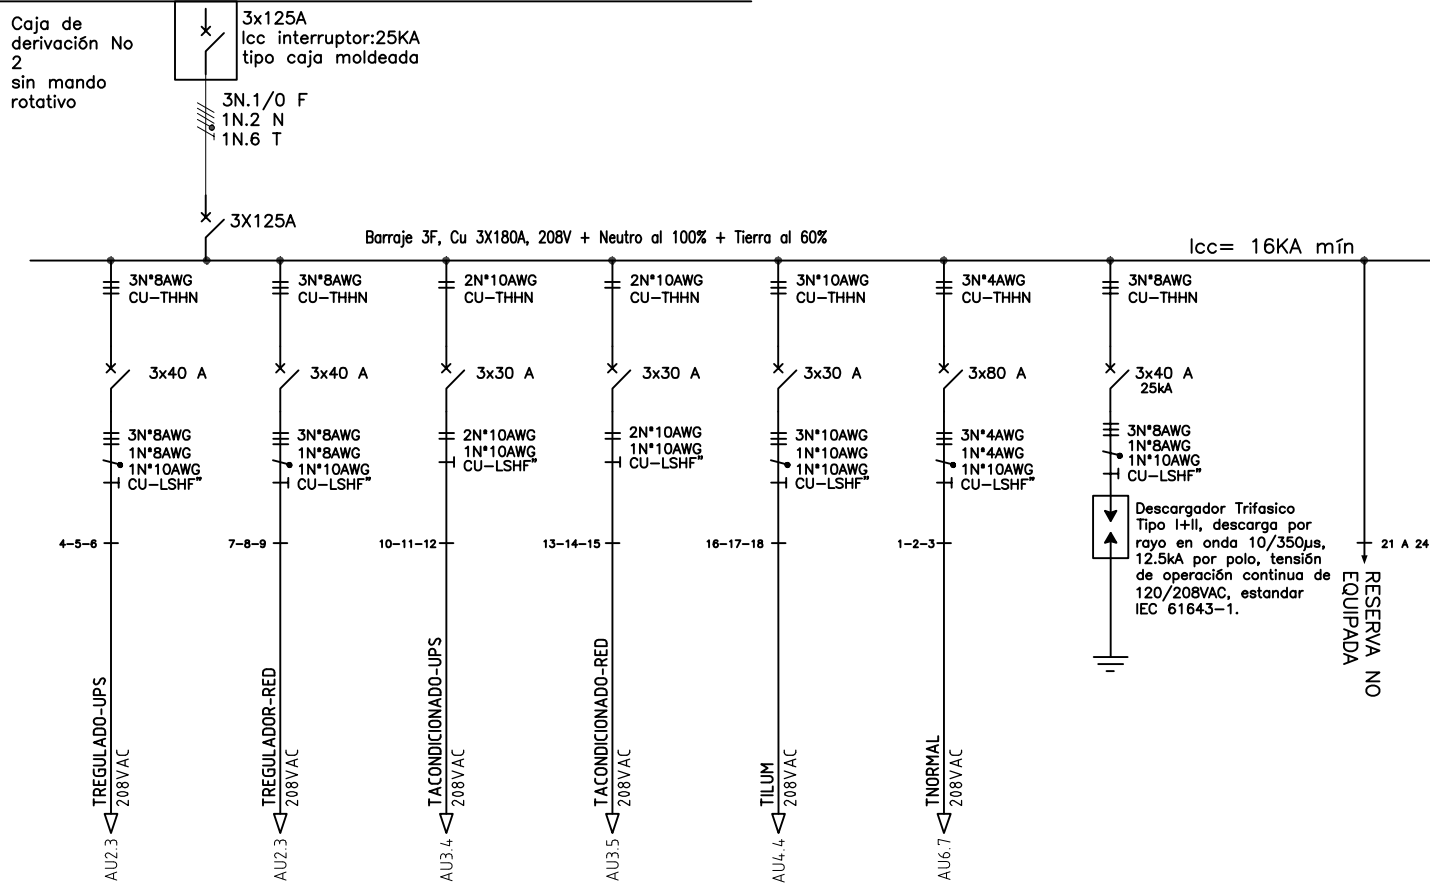 Caja de
derivación No
2
sin mando
rotativo
3x125A
Icc interruptor:25KA
tipo caja moldeada
3N.1/0 F
1N.2 N
1N.6 T
3X125A
Barraje 3F, Cu 3X180A, 208V + Neutro al 100% + Tierra al 60%
Icc= 16KA mín
3N°8AWG
CU-THHN
3x40 A
3N°8AWG
1N°8AWG
1N°10AWG
CU-LSHF"
4-5-6
TREGULADO-UPS
208VAC
AU2.3
3N°8AWG
CU-THHN
3x40 A
3N°8AWG
1N°8AWG
1N°10AWG
CU-LSHF"
7-8-9
TREGULADOR-RED
208VAC
AU2.3
2N°10AWG
CU-THHN
3x30 A
2N°10AWG
1N°10AWG
CU-LSHF"
10-11-12
TACONDICIONADO-UPS
208VAC
AU3.4
2N°10AWG
CU-THHN
3x30 A
2N°10AWG
1N°10AWG
CU-LSHF"
13-14-15
TACONDICIONADO-RED
208VAC
AU3.5
3N°10AWG
CU-THHN
3x30 A
3N°10AWG
1N°10AWG
1N°10AWG
CU-LSHF"
16-17-18
TILUM
208VAC
AU4.4
3N°4AWG
CU-THHN
3x80 A
3N°4AWG
1N°4AWG
1N°10AWG
CU-LSHF"
1-2-3
TNORMAL
208VAC
AU6.7
3N°8AWG
CU-THHN
3x40 A
25kA
3N°8AWG
1N°8AWG
1N°10AWG
CU-LSHF"
Descargador Trifasico
Tipo I+II, descarga por
rayo en onda 10/350µs,
12.5kA por polo, tensión
de operación continua de
120/208VAC, estandar
IEC 61643-1.
21 A 24
RESERVA NO
EQUIPADA